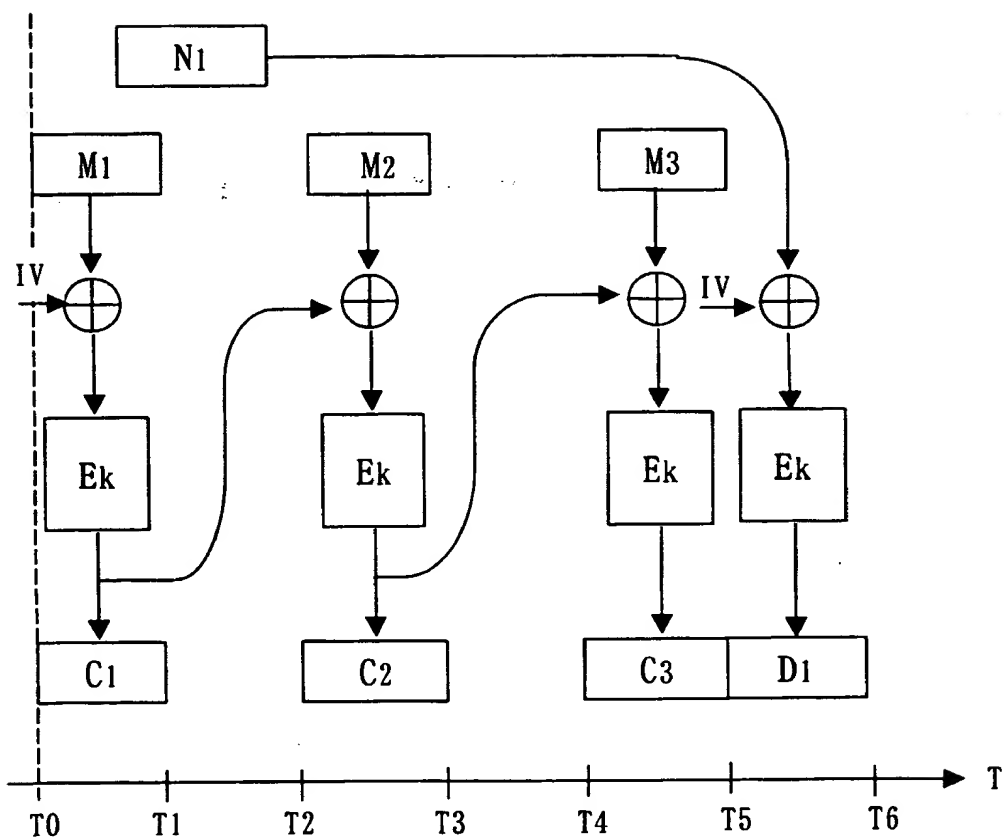 N1
M1 M2 M3
IV IV
Ek Ek Ek Ek
C1 C2 C3 D1
T
T0 T1 T2 T3 T4 T5 T6